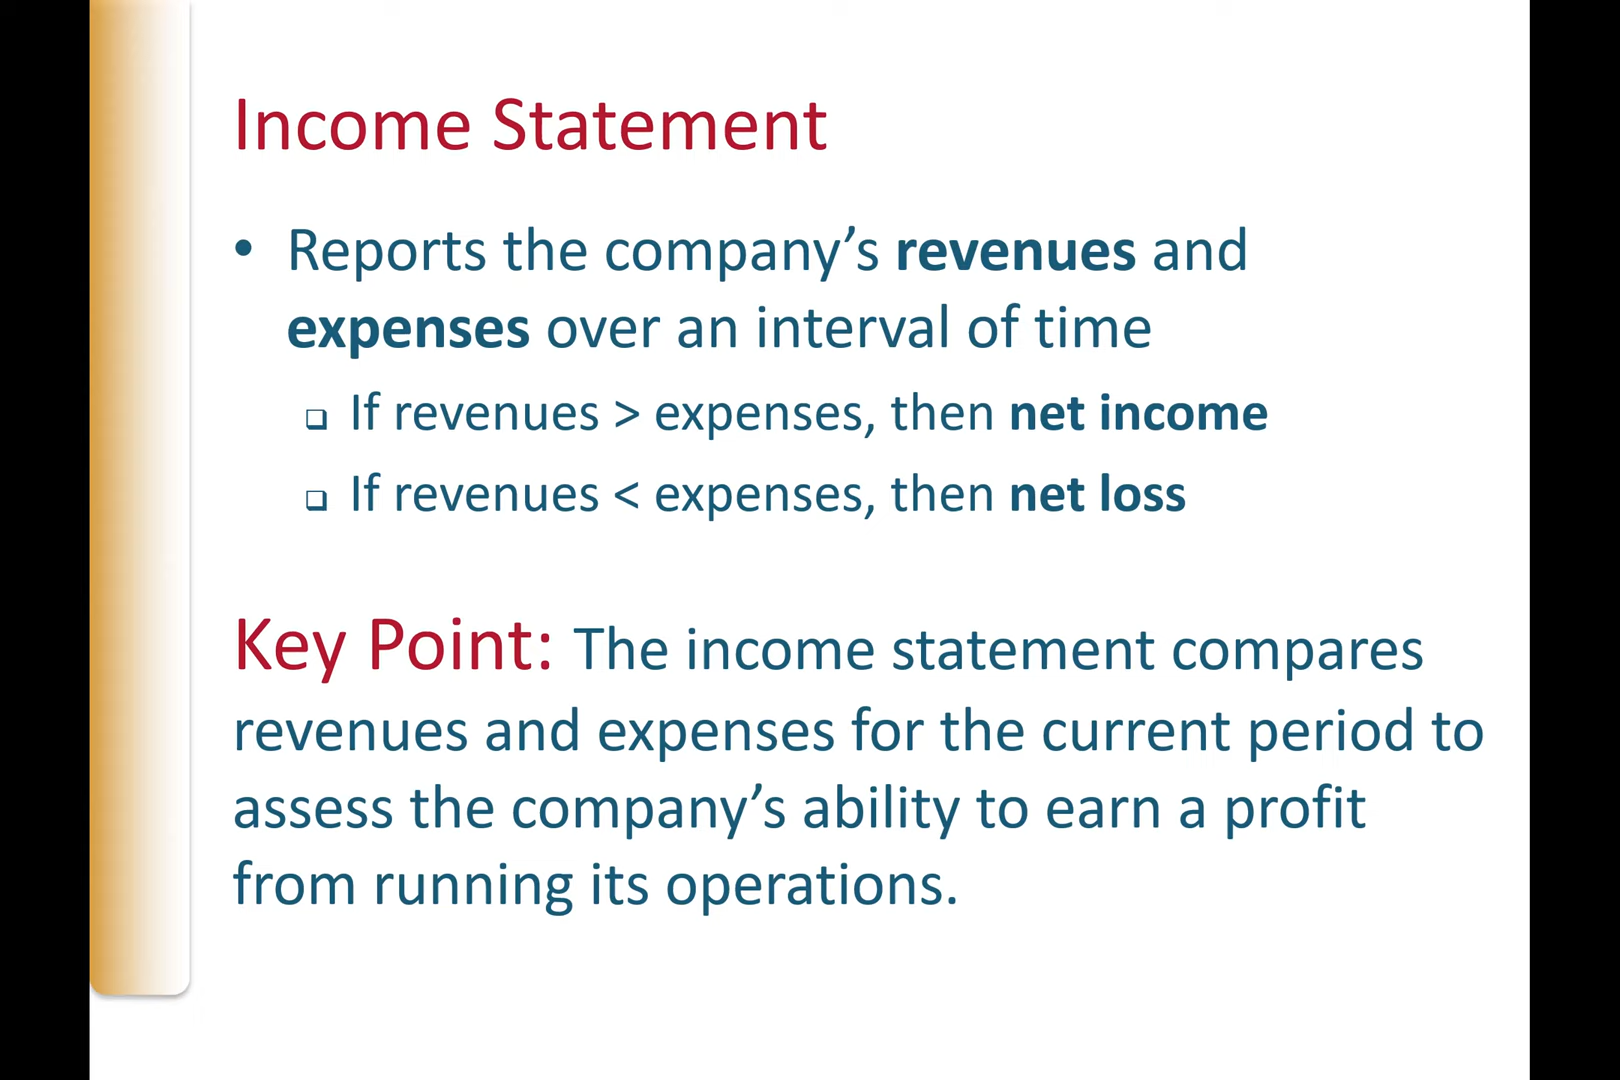 Income Statement
• Reports the company’s revenues and
expenses over an interval of time
❑ If revenues > expenses, then net income
❑ If revenues < expenses, then net loss
Key Point: The income statement compares
revenues and expenses for the current period to
assess the company’s ability to earn a profit
from running its operations.